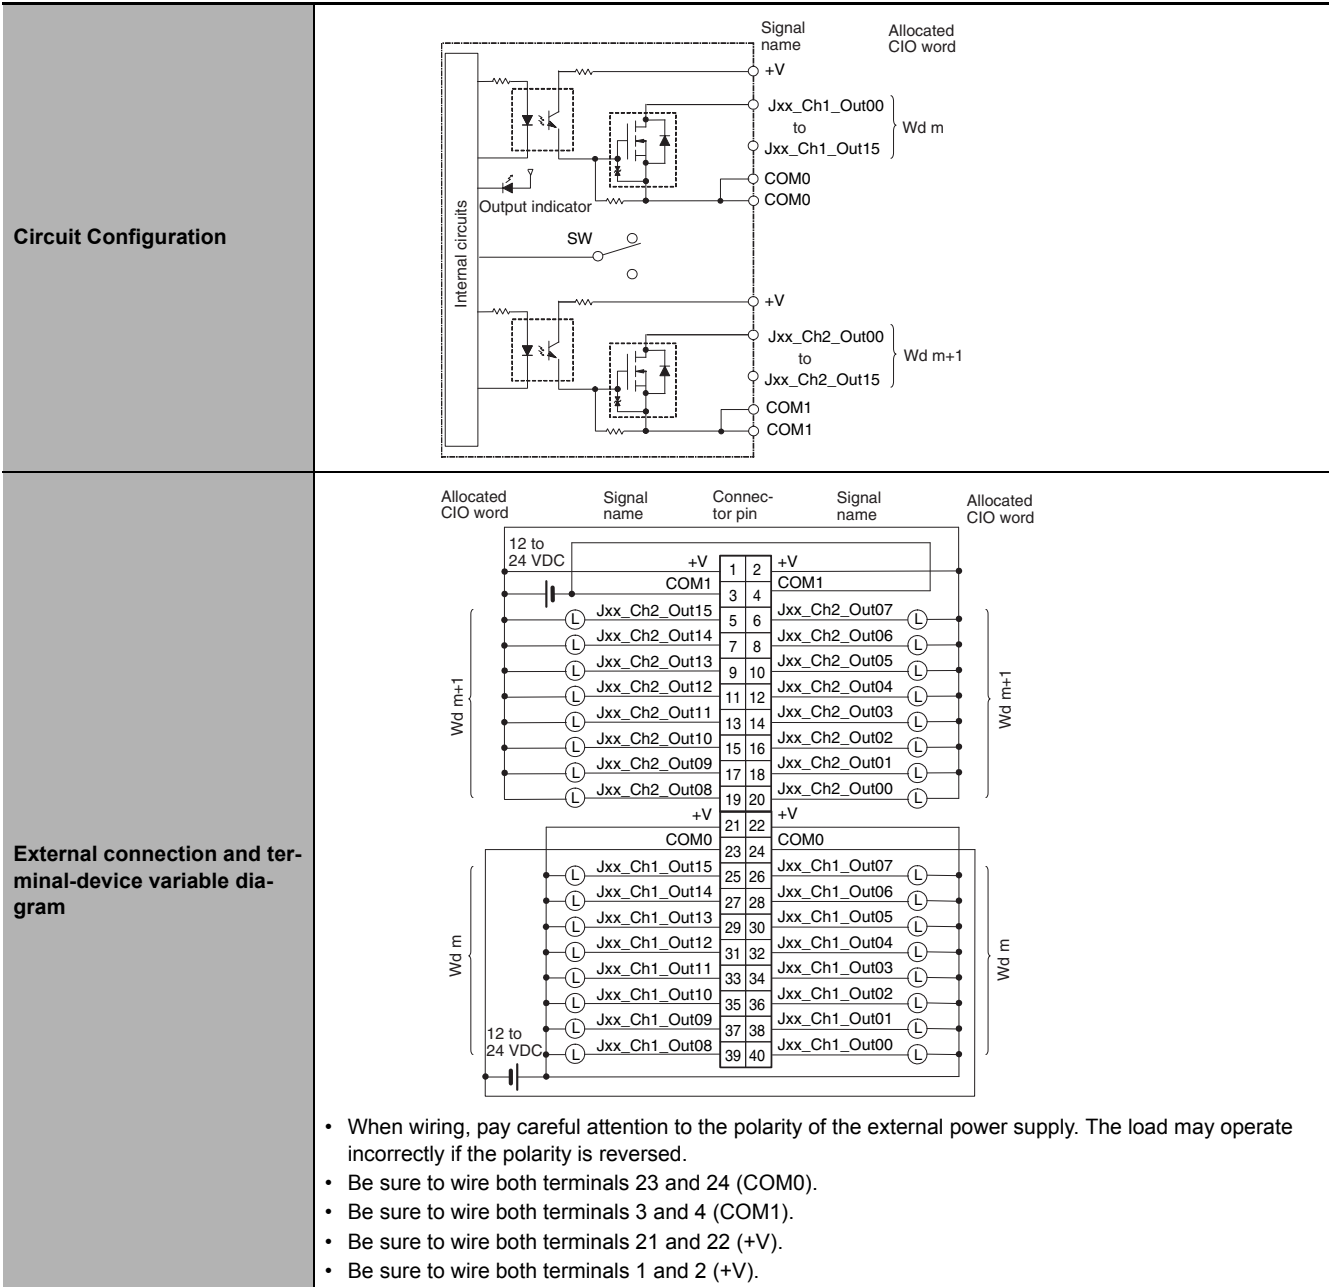 Circuit Configuration
Signal name
Allocated CIO word
+V
Jxx_Ch1_Out00
to
Jxx_Ch1_Out15
Wd m
COM0
COM0
Internal circuits
Output indicator
SW
+V
Jxx_Ch2_Out00
to
Jxx_Ch2_Out15
Wd m+1
COM1
COM1
External connection and ter-
minal-device variable dia-
gram
Allocated CIO word
Signal name
Connec-
tor pin
Signal name
Allocated CIO word
12 to
24 VDC
+V 1 2 +V
COM1 3 4 COM1
L Jxx_Ch2_Out15 5 6 Jxx_Ch2_Out07 L
L Jxx_Ch2_Out14 7 8 Jxx_Ch2_Out06 L
L Jxx_Ch2_Out13 9 10 Jxx_Ch2_Out05 L
L Jxx_Ch2_Out12 11 12 Jxx_Ch2_Out04 L
L Jxx_Ch2_Out11 13 14 Jxx_Ch2_Out03 L
L Jxx_Ch2_Out10 15 16 Jxx_Ch2_Out02 L
L Jxx_Ch2_Out09 17 18 Jxx_Ch2_Out01 L
L Jxx_Ch2_Out08 19 20 Jxx_Ch2_Out00 L
Wd m+1
Wd m+1
+V 21 22 +V
COM0 23 24 COM0
L Jxx_Ch1_Out15 25 26 Jxx_Ch1_Out07 L
L Jxx_Ch1_Out14 27 28 Jxx_Ch1_Out06 L
L Jxx_Ch1_Out13 29 30 Jxx_Ch1_Out05 L
L Jxx_Ch1_Out12 31 32 Jxx_Ch1_Out04 L
L Jxx_Ch1_Out11 33 34 Jxx_Ch1_Out03 L
L Jxx_Ch1_Out10 35 36 Jxx_Ch1_Out02 L
L Jxx_Ch1_Out09 37 38 Jxx_Ch1_Out01 L
L Jxx_Ch1_Out08 39 40 Jxx_Ch1_Out00 L
Wd m
Wd m
12 to
24 VDC
• When wiring, pay careful attention to the polarity of the external power supply. The load may operate
incorrectly if the polarity is reversed.
• Be sure to wire both terminals 23 and 24 (COM0).
• Be sure to wire both terminals 3 and 4 (COM1).
• Be sure to wire both terminals 21 and 22 (+V).
• Be sure to wire both terminals 1 and 2 (+V).